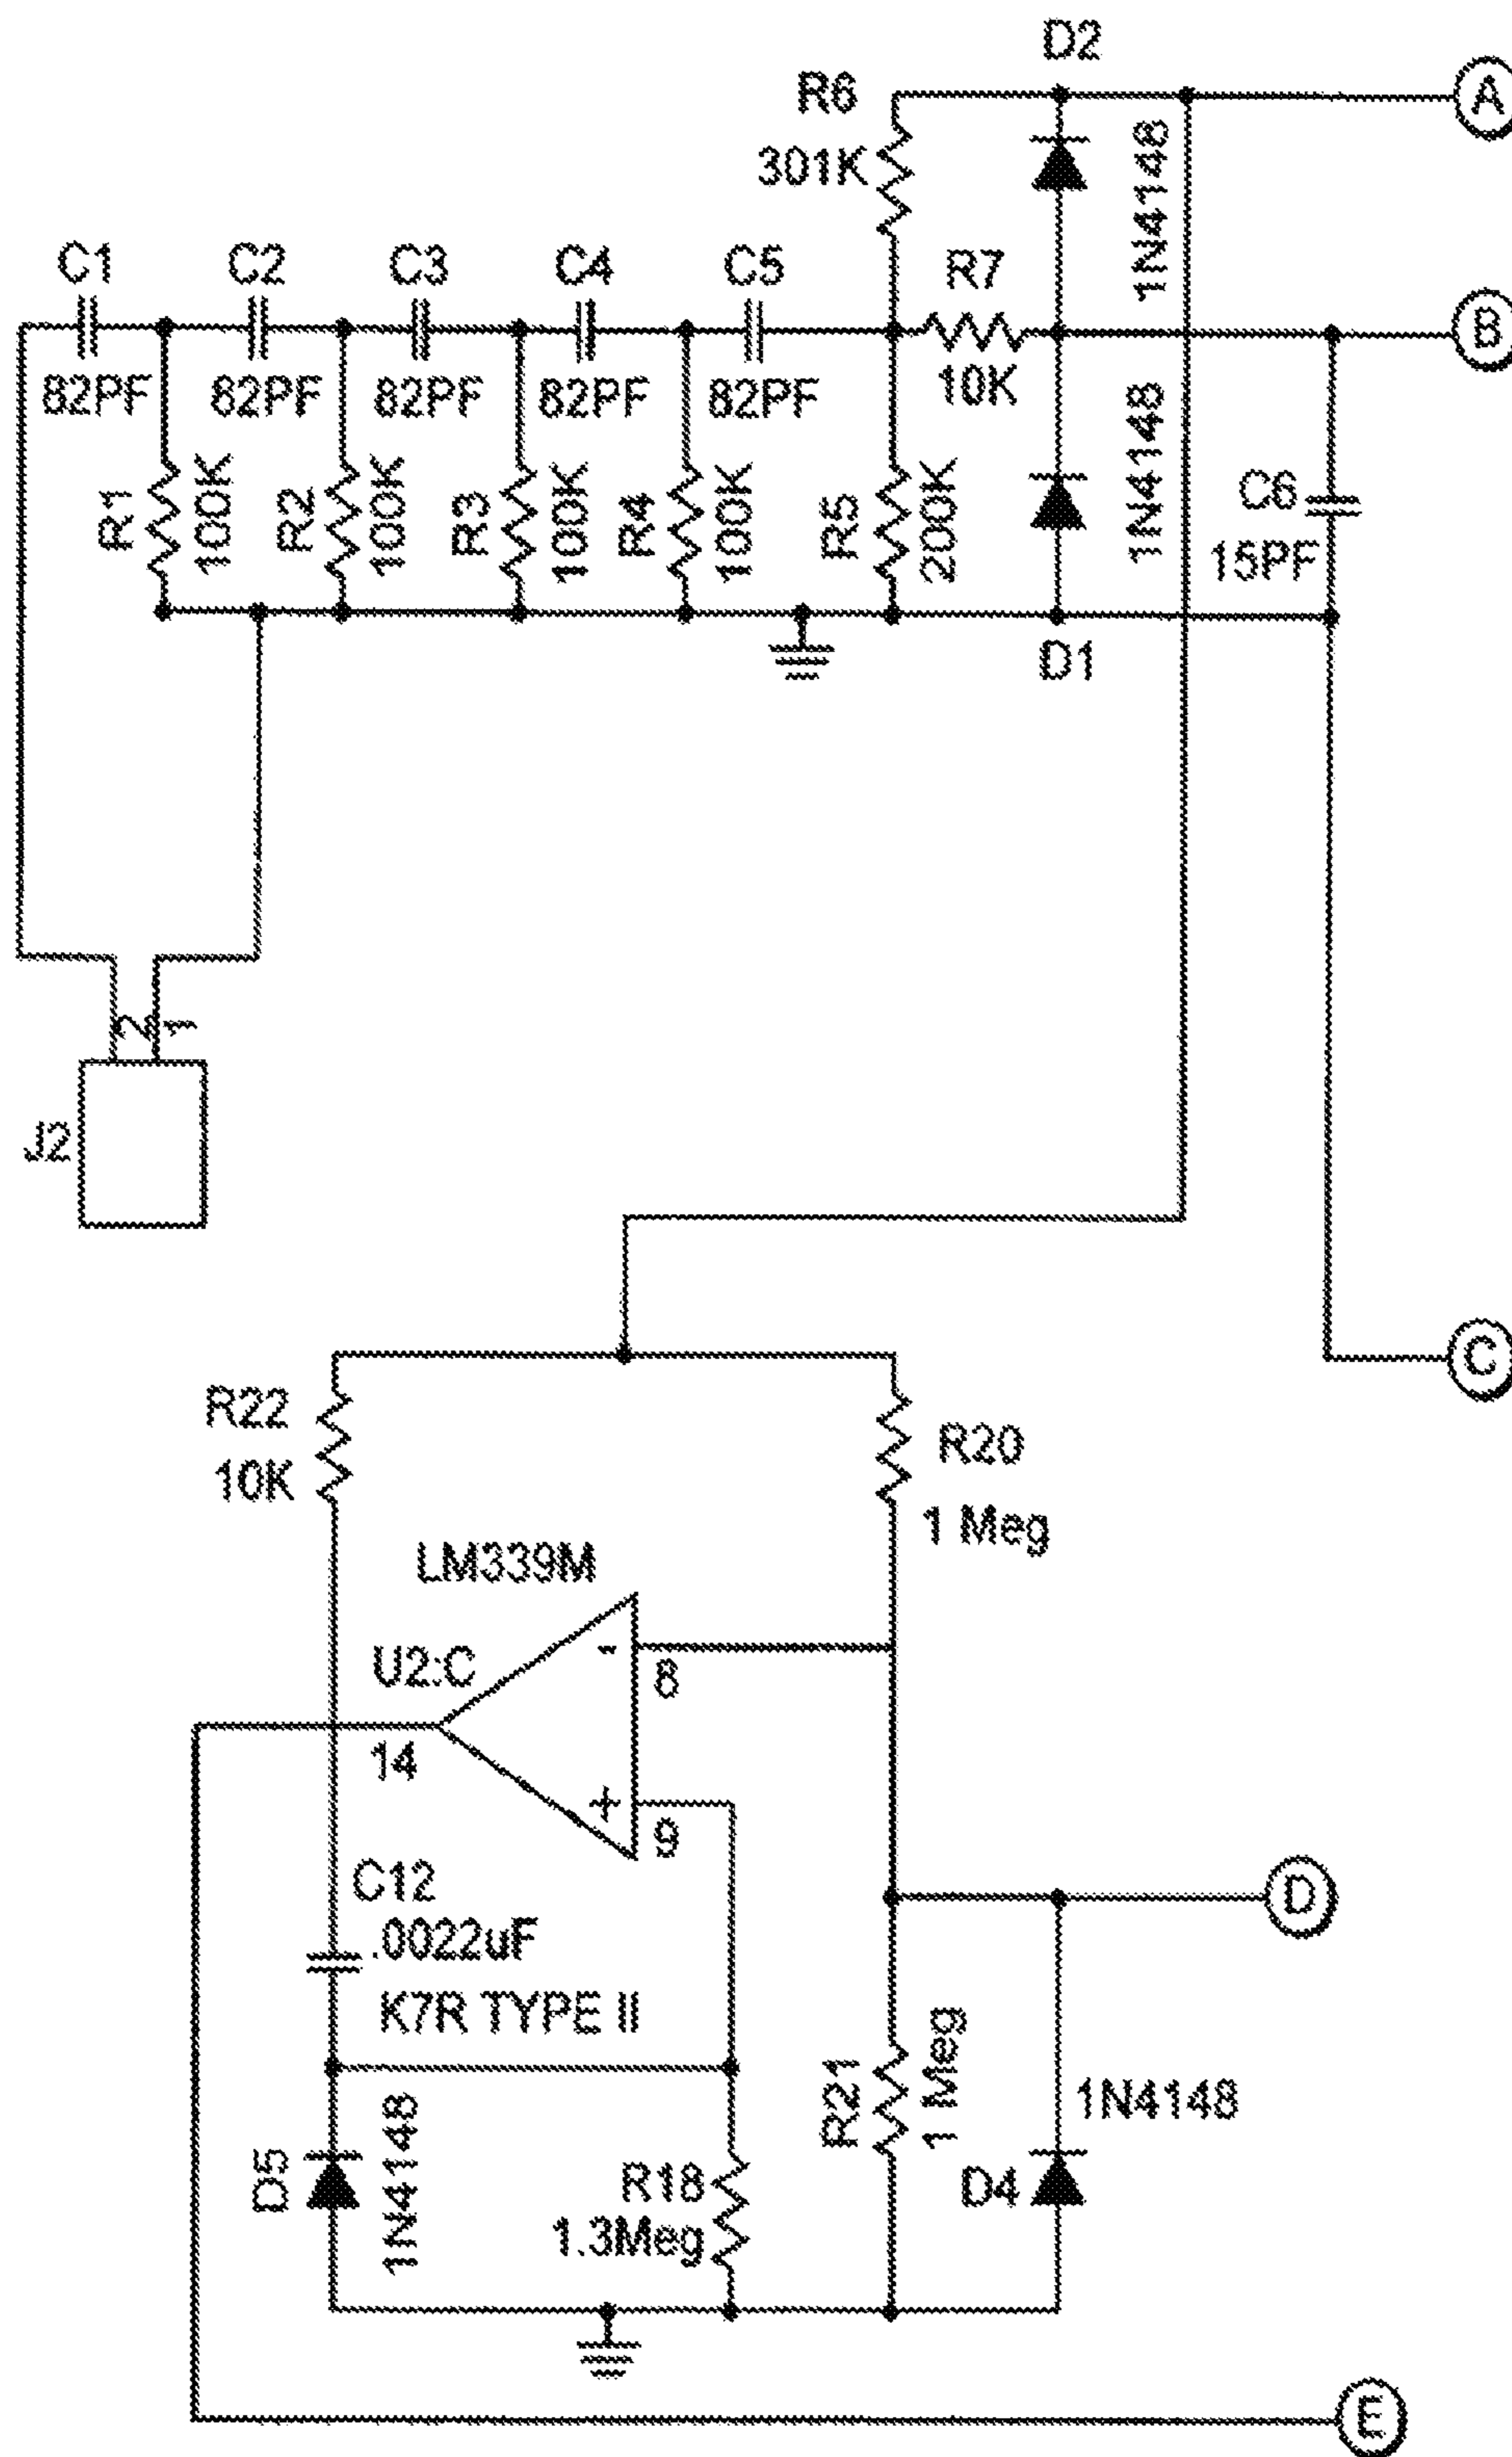 D2
A
R6
301K
1N4148
C1
C2
C3
C4
C5
R7
B
82PF
82PF
82PF
82PF
82PF
10K
1N4148
R1
100K
R2
100K
R3
100K
R4
100K
R5
200K
C6
15PF
D1
2
1
J2
C
R22
10K
R20
1 Meg
LM339M
U2:C
-
8
14
+
9
C12
.0022uF
K7R TYPE II
D
R21
1 Meg
1N4148
D5
1N4148
R18
1.3Meg
D4
E